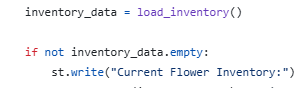 inventory_data = load_inventory()
if not inventory_data.empty:
st.write("Current Flower Inventory:")